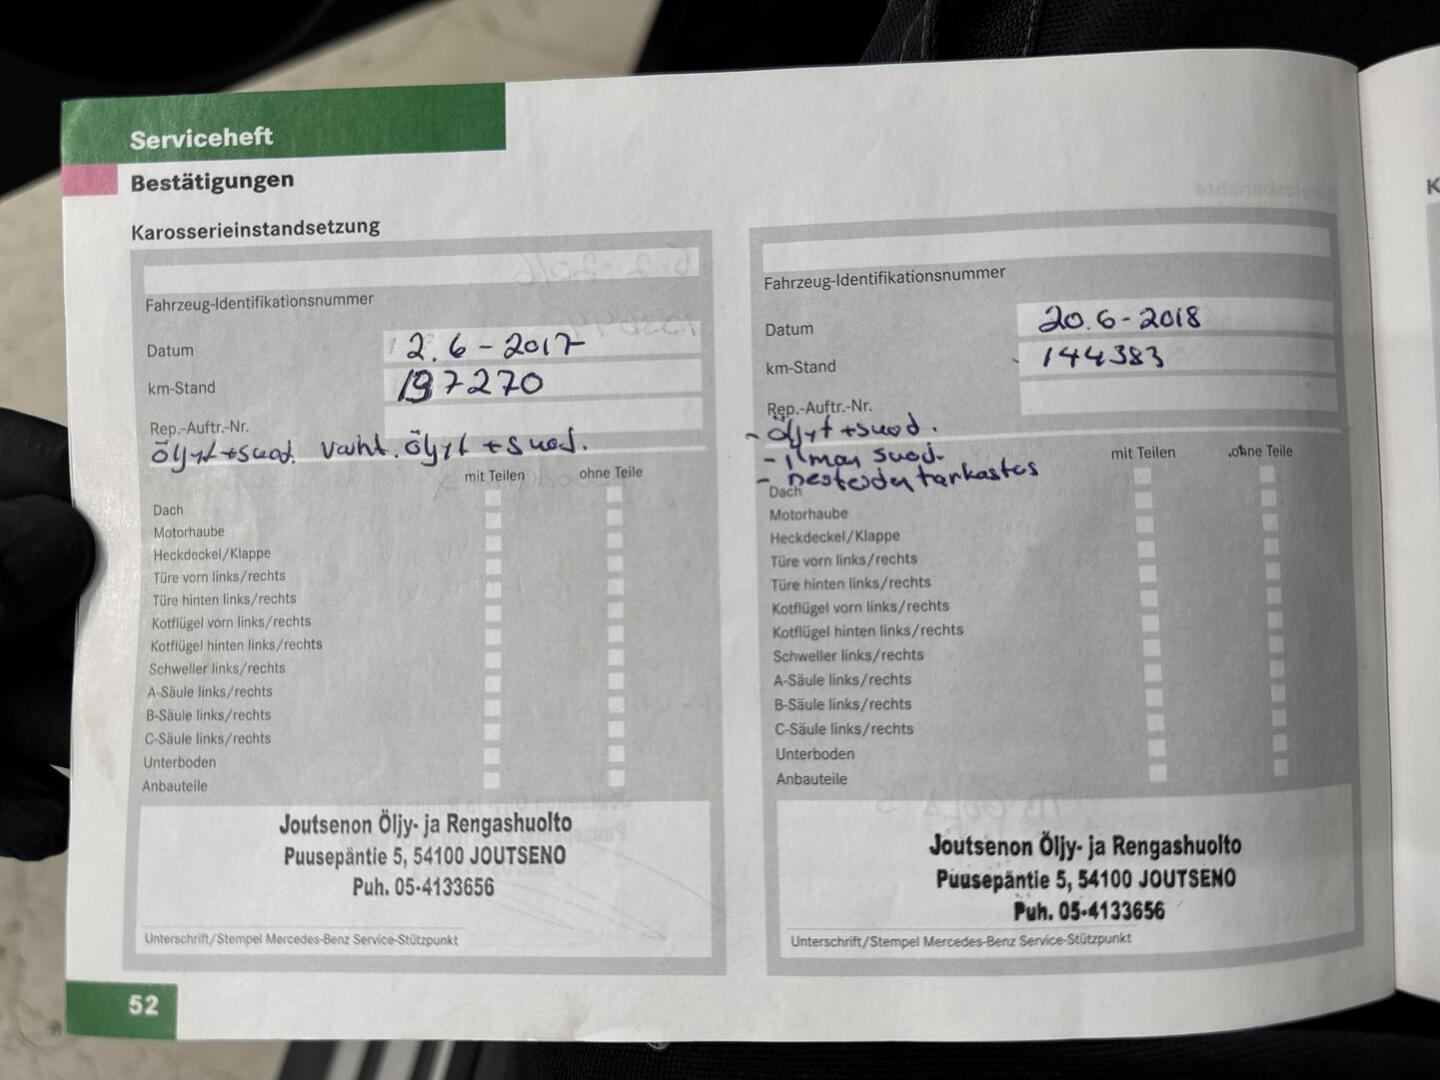 Serviceheft
Bestätigungen
Karosserieinstandsetzung
Fahrzeug-Identifikationsnummer
Datum 2.6-2017
km-Stand 197270
Rep.-Auftr.-Nr.
Öljyt+suod. vaiht. Öljyt +suod.
mit Teilen ohne Teile
Dach
Motorhaube
Heckdeckel/Klappe
Türe vorn links/rechts
Türe hinten links/rechts
Kotflügel vorn links/rechts
Kotflügel hinten links/rechts
Schweller links/rechts
A-Säule links/rechts
B-Säule links/rechts
C-Säule links/rechts
Unterboden
Anbauteile
Joutsenon Öljy- ja Rengashuolto
Puusepäntie 5, 54100 JOUTSENO
Puh. 05-4133656
Unterschrift/Stempel Mercedes-Benz Service-Stützpunkt
52
Fahrzeug-Identifikationsnummer
Datum 20.6-2018
km-Stand 144383
Rep.-Auftr.-Nr.
- Öljyt +suod.
- ilman suod.
- nesteiden tarkastus
mit Teilen ohne Teile
Dach
Motorhaube
Heckdeckel/Klappe
Türe vorn links/rechts
Türe hinten links/rechts
Kotflügel vorn links/rechts
Kotflügel hinten links/rechts
Schweller links/rechts
A-Säule links/rechts
B-Säule links/rechts
C-Säule links/rechts
Unterboden
Anbauteile
Joutsenon Öljy- ja Rengashuolto
Puusepäntie 5, 54100 JOUTSENO
Puh. 05-4133656
Unterschrift/Stempel Mercedes-Benz Service-Stützpunkt
K